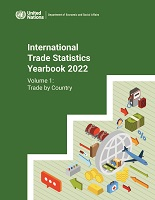 United Nations
Department of Economic and Social Affairs
International
Trade Statistics
Yearbook 2022
Volume 1:
Trade by Country